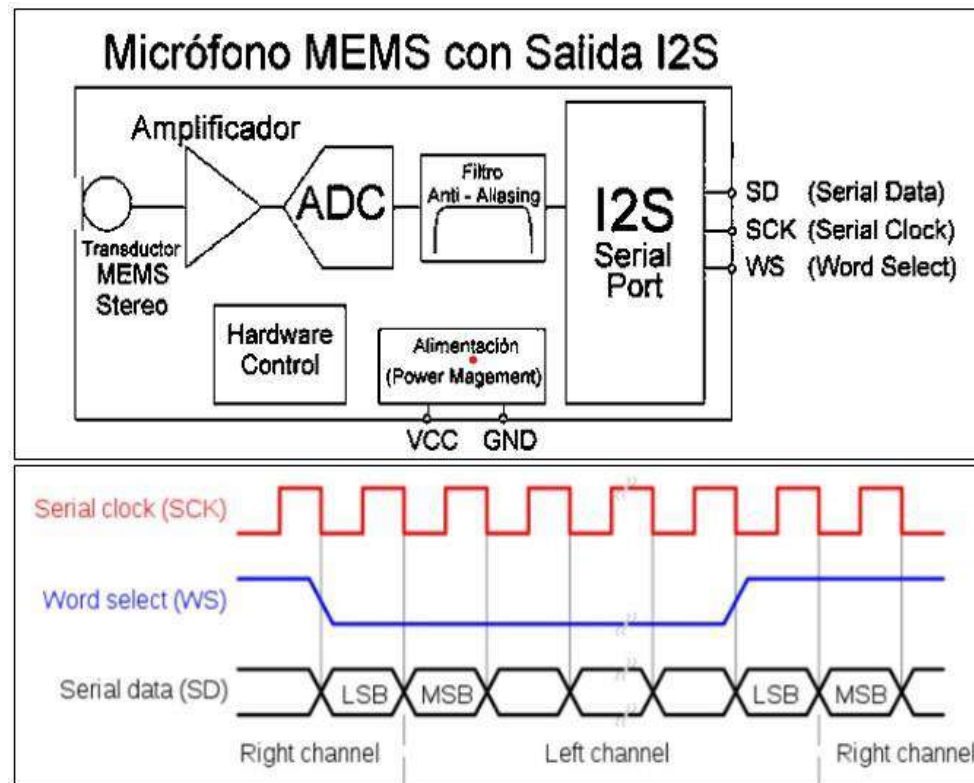 Micrófono MEMS con Salida I2S
Amplificador
ADC
Filtro
Anti - Aliasing
I2S
Serial
Port
SD (Serial Data)
SCK (Serial Clock)
WS (Word Select)
Transductor
MEMS
Stereo
Hardware
Control
Alimentación
(Power Magement)
VCC GND
Serial clock (SCK)
Word select (WS)
Serial data (SD)
LSB MSB LSB MSB
Right channel Left channel Right channel